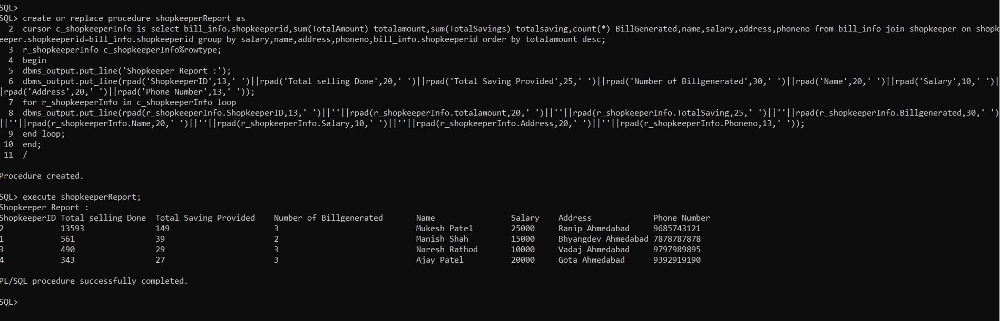 SQL>
SQL> create or replace procedure shopkeeperReport as
  2  cursor c_shopkeeperInfo is select bill_info.shopkeeperid,sum(TotalAmount) totalamount,sum(TotalSavings) totalsaving,count(*) BillGenerated,name,salary,address,phoneno from bill_info join shopkeeper on shopk
eeper.shopkeeperid=bill_info.shopkeeperid group by salary,name,address,phoneno,bill_info.shopkeeperid order by totalamount desc;
  3  r_shopkeeperInfo c_shopkeeperInfo%rowtype;
  4  begin
  5  dbms_output.put_line('Shopkeeper Report :');
  6  dbms_output.put_line(rpad('ShopkeeperID',13,' ')||rpad('Total selling Done',20,' ')||rpad('Total Saving Provided',25,' ')||rpad('Number of Billgenerated',30,' ')||rpad('Name',20,' ')||rpad('Salary',10,' ')|
|rpad('Address',20,' ')||rpad('Phone Number',13,' '));
  7  for r_shopkeeperInfo in c_shopkeeperInfo loop
  8  dbms_output.put_line(rpad(r_shopkeeperInfo.ShopkeeperID,13,' ')||''||rpad(r_shopkeeperInfo.totalamount,20,' ')||''||rpad(r_shopkeeperInfo.TotalSaving,25,' ')||''||rpad(r_shopkeeperInfo.Billgenerated,30,' ')
||''||rpad(r_shopkeeperInfo.Name,20,' ')||''||rpad(r_shopkeeperInfo.Salary,10,' ')||''||rpad(r_shopkeeperInfo.Address,20,' ')||''||rpad(r_shopkeeperInfo.Phoneno,13,' '));
  9  end loop;
 10  end;
 11  /
Procedure created.
SQL> execute shopkeeperReport;
Shopkeeper Report :
ShopkeeperID Total selling Done  Total Saving Provided    Number of Billgenerated       Name                Salary    Address             Phone Number
2            13593               149                      3                             Mukesh Patel        25000     Ranip Ahmedabad     9685743121
1            561                 39                       2                             Manish Shah         15000     Bhyangdev Ahmedabad 7878787878
3            490                 29                       3                             Naresh Rathod       10000     Vadaj Ahmedabad     9797989895
4            343                 27                       3                             Ajay Patel          20000     Gota Ahmedabad      9392919190
PL/SQL procedure successfully completed.
SQL>